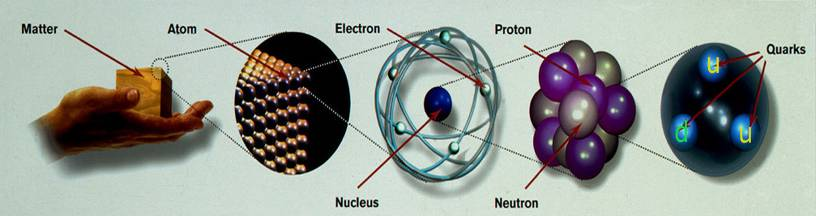 Matter
Atom
Electron
Proton
Quarks
u
d
u
Nucleus
Neutron